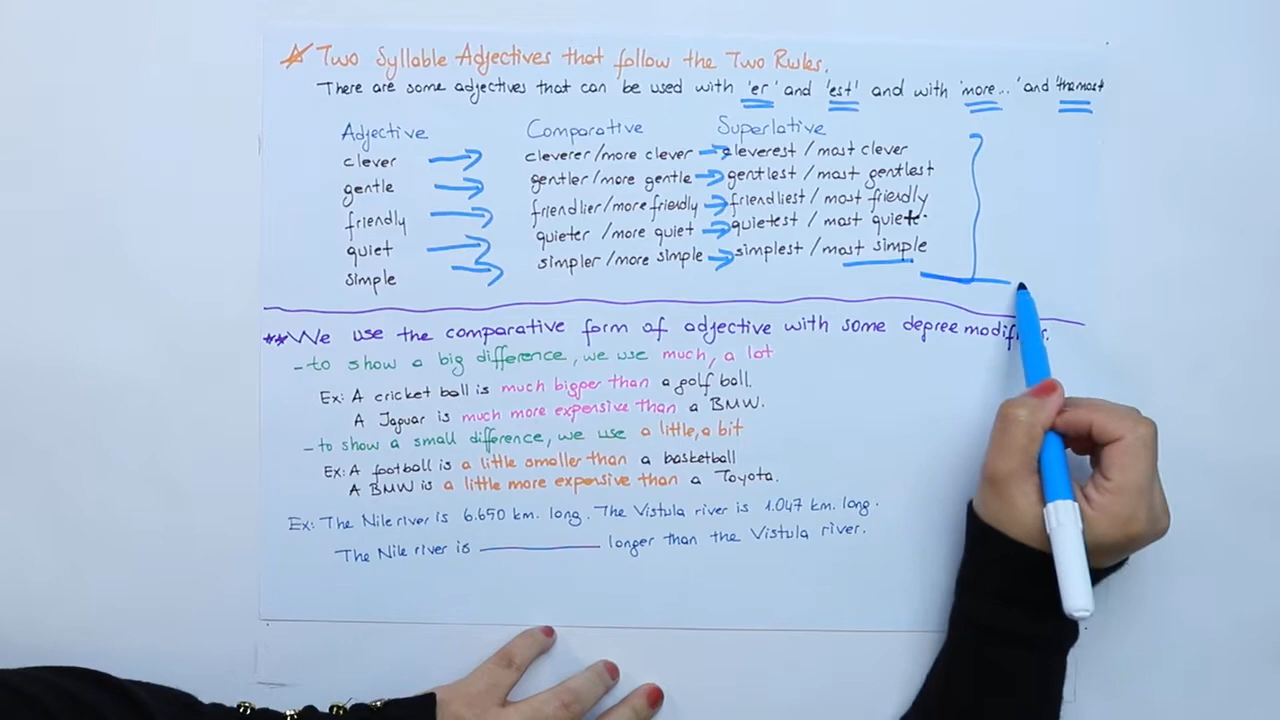 Two Syllable Adjectives that follow the Two Rules.
There are some adjectives that can be used with 'er' and 'est' and with 'more...' and 'the most
Adjective Comparative Superlative
clever cleverer/more clever cleverest / most clever
gentle gentler/more gentle gentlest / most gentlest
friendly friendlier/more friendly friendliest / most friendly
quiet quieter / more quiet quietest / most quiet.
simple simpler / more simple simplest / most simple
**We use the comparative form of adjective with some degree
- to show a big difference, we use much, a lot
Ex: A cricket ball is much bigger than a golf ball.
A Jaguar is much more expensive than a BMW.
- to show a small difference, we use a little, a bit
Ex: A football is a little smaller than a basketball
A BMW is a little more expensive than a Toyota.
Ex: The Nile river is 6.650 km. long. The Vistula river is 1.047 km. long.
The Nile river is ____________ longer than the Vistula river.